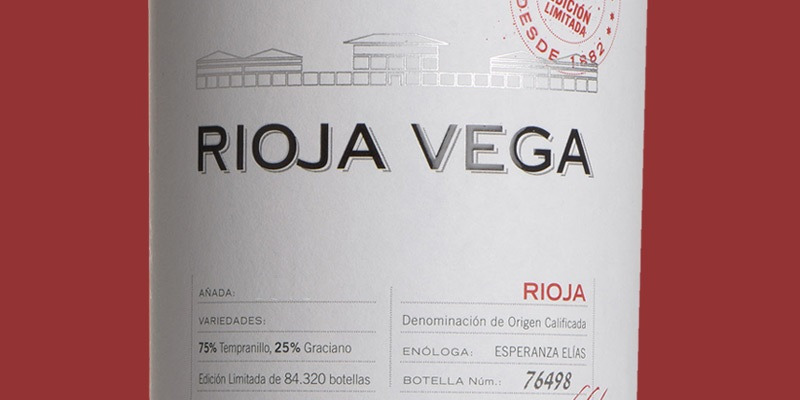 EDICIÓN
LIMITADA
DESDE 1882 **
RIOJA VEGA
AÑADA:
VARIEDADES:
75% Tempranillo, 25% Graciano
Edición Limitada de 84.320 botellas
RIOJA
Denominación de Origen Calificada
ENÓLOGA: ESPERANZA ELÍAS
BOTELLA Núm.: 76498